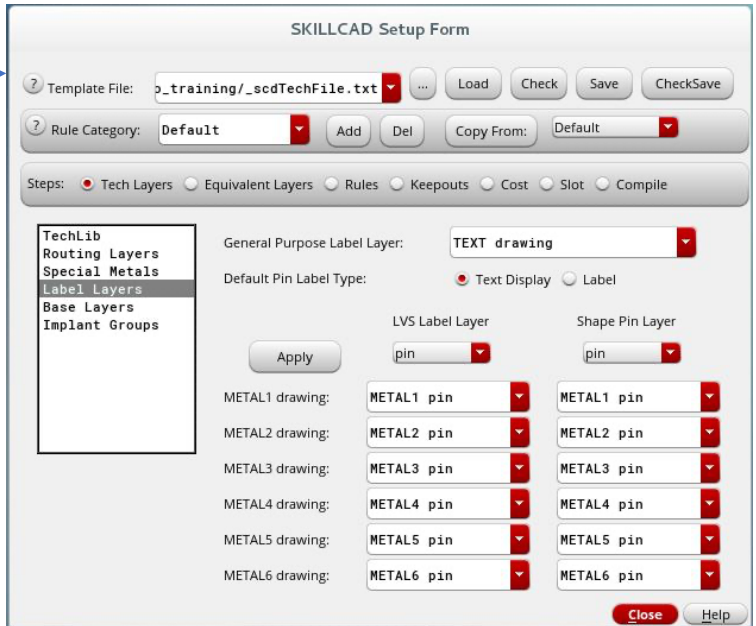 SKILLCAD Setup Form
? Template File: o_training/_scdTechFile.txt ... Load Check Save CheckSave
? Rule Category: Default Add Del Copy From: Default
Steps: Tech Layers Equivalent Layers Rules Keepouts Cost Slot Compile
TechLib
Routing Layers
Special Metals
Label Layers
Base Layers
Implant Groups
General Purpose Label Layer: TEXT drawing
Default Pin Label Type: Text Display Label
LVS Label Layer Shape Pin Layer
Apply pin pin
METAL1 drawing: METAL1 pin METAL1 pin
METAL2 drawing: METAL2 pin METAL2 pin
METAL3 drawing: METAL3 pin METAL3 pin
METAL4 drawing: METAL4 pin METAL4 pin
METAL5 drawing: METAL5 pin METAL5 pin
METAL6 drawing: METAL6 pin METAL6 pin
Close Help